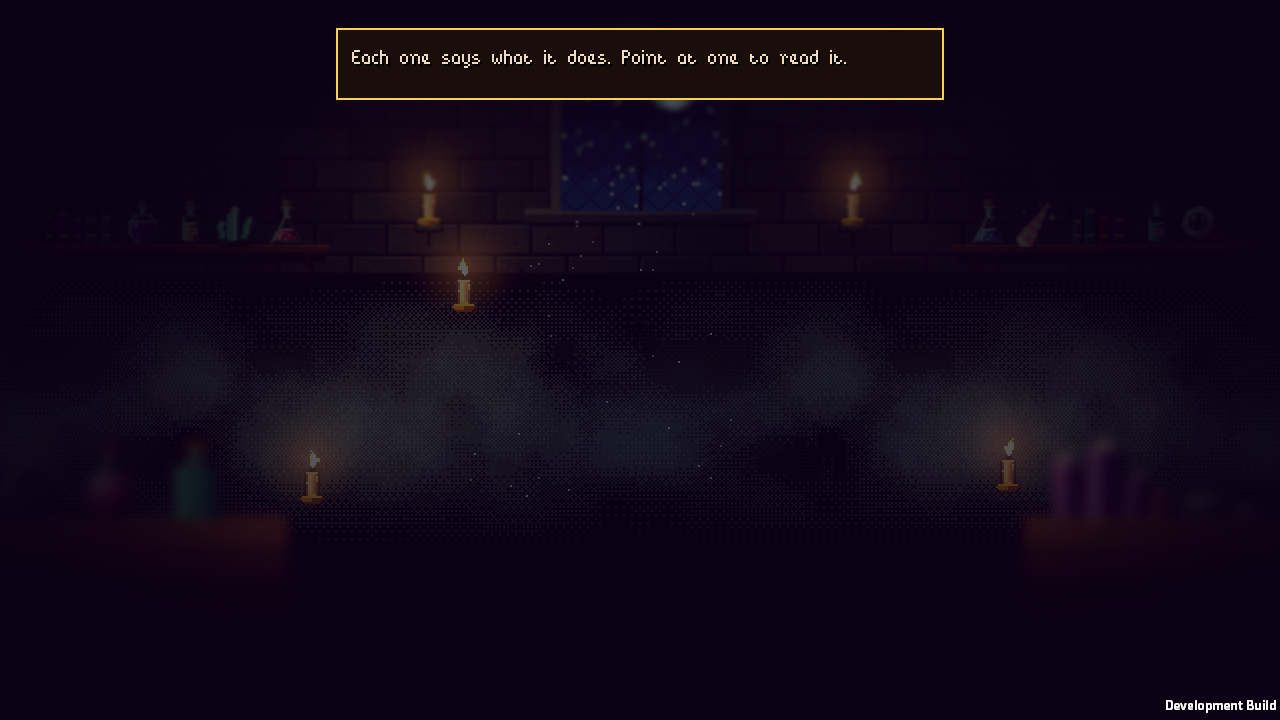 Each one says what it does. Point at one to read it.
Development Build